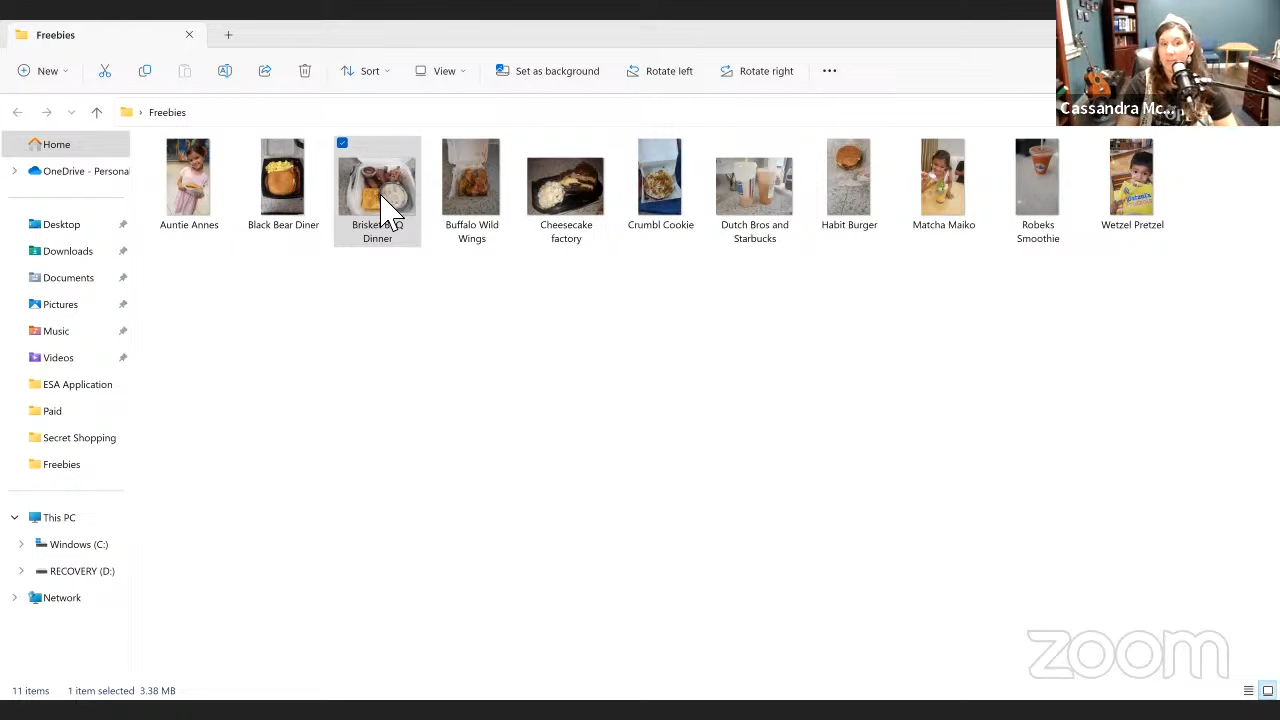 Freebies
New
Sort
View
Set as background
Rotate left
Rotate right
Cassandra Mc...
Freebies
Home
OneDrive - Persona
Desktop
Downloads
Documents
Pictures
Music
Videos
ESA Application
Paid
Secret Shopping
Freebies
This PC
Windows (C:)
RECOVERY (D:)
Network
Auntie Annes
Black Bear Diner
Dinner
Buffalo Wild
Wings
Cheesecake
factory
Crumbl Cookie
Dutch Bros and
Starbucks
Habit Burger
Matcha Maiko
Robeks
Smoothie
Wetzel Pretzel
zoom
11 items
1 item selected 3.38 MB